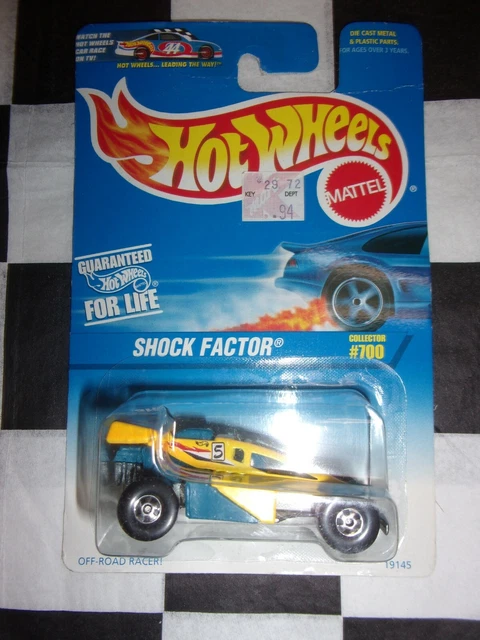 WATCH THE
HOT WHEELS
CAR RACE
ON TV!
44
HOT WHEELS... LEADING THE WAY!
DIE CAST METAL
& PLASTIC PARTS.
FOR AGES OVER 3 YEARS.
HOT WHEELS
®
MATTEL
29 72
KEY DEPT
.94
GUARANTEED
Hot Wheels
FOR LIFE
SHOCK FACTOR®
COLLECTOR
#700
5
OFF-ROAD RACER!
19145